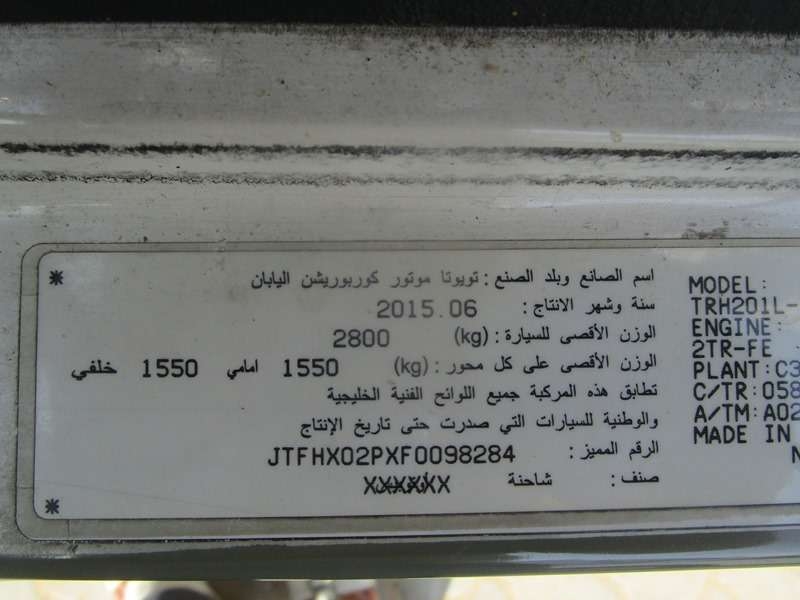 اسم الصانع وبلد الصنع : تويوتا موتور كوربوريشن اليابان
سنة وشهر الانتاج : 2015.06
الوزن الأقصى للسيارة : (kg) 2800
الوزن الأقصى على كل محور : (kg) 1550 امامي 1550 خلفي
تطابق هذه المركبة جميع اللوائح الفنية الخليجية
والوطنية للسيارات التي صدرت حتى تاريخ الإنتاج
الرقم المميز : JTFHX02PXF0098284
صنف : شاحنة
MODEL:
TRH201L-
ENGINE:
2TR-FE
PLANT:C3
C/TR:058
A/TM:A02
MADE IN